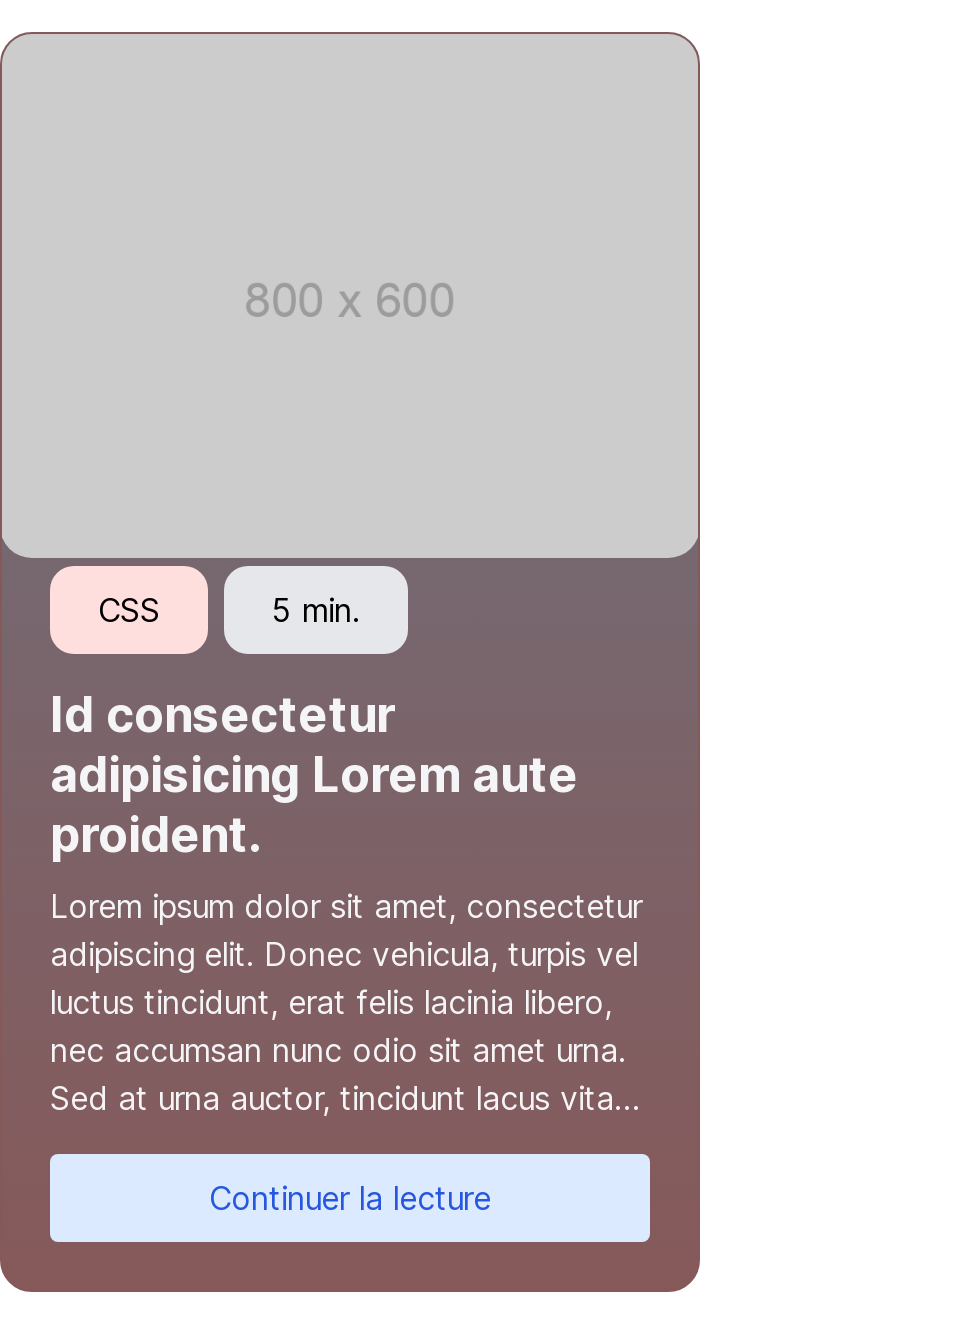 800 x 600
CSS
5 min.
Id consectetur
adipisicing Lorem aute
proident.
Lorem ipsum dolor sit amet, consectetur
adipiscing elit. Donec vehicula, turpis vel
luctus tincidunt, erat felis lacinia libero,
nec accumsan nunc odio sit amet urna.
Sed at urna auctor, tincidunt lacus vita...
Continuer la lecture